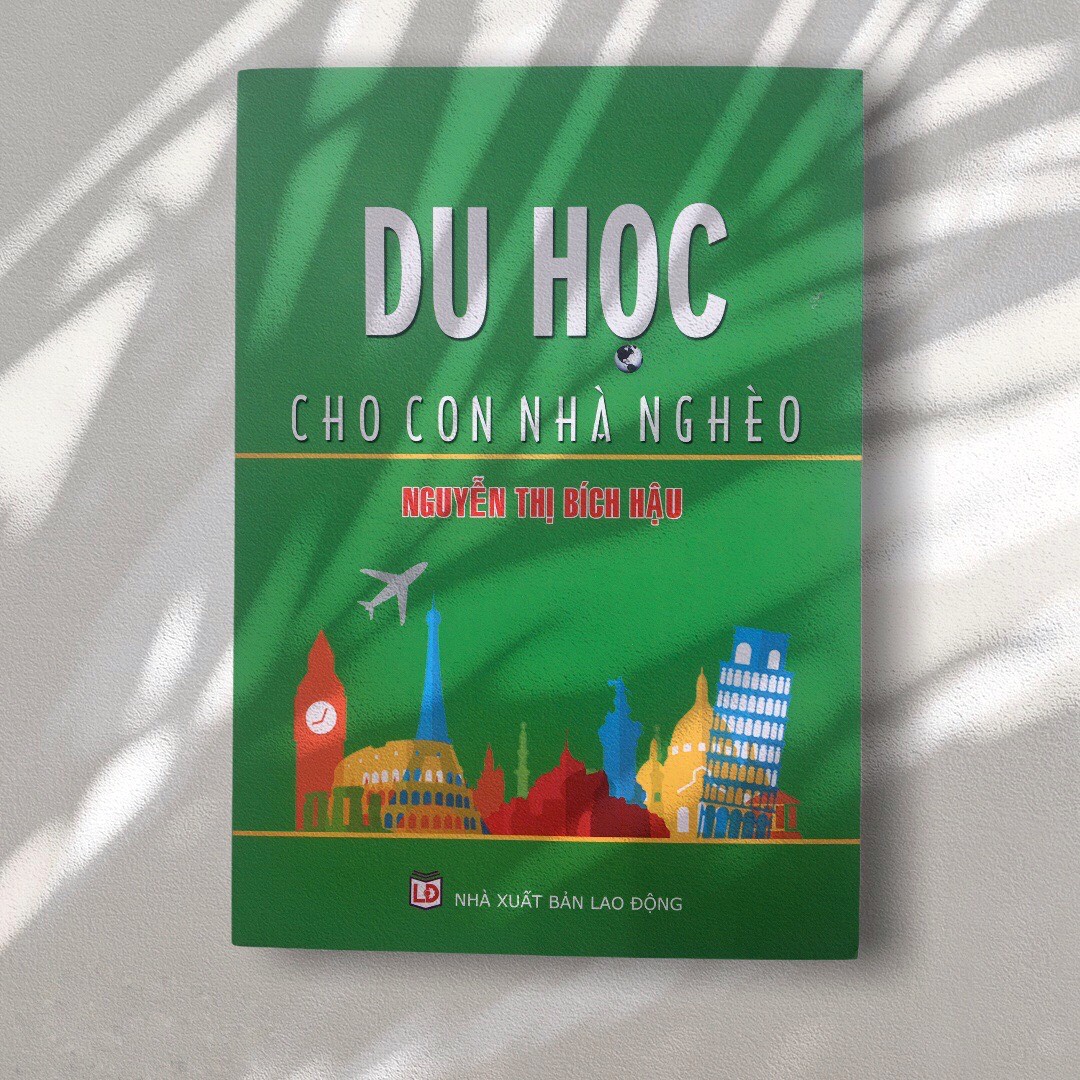 DU HỌC
CHO CON NHÀ NGHÈO
NGUYỄN THỊ BÍCH HẬU
LĐ NHÀ XUẤT BẢN LAO ĐỘNG